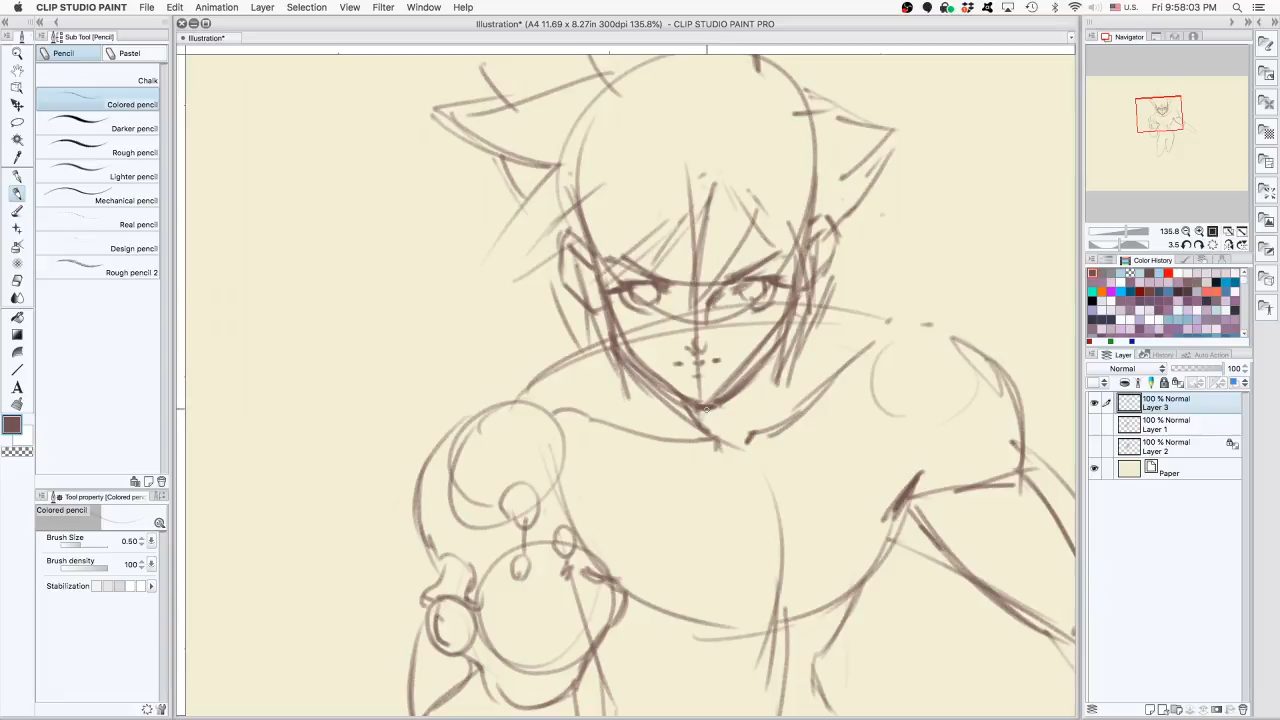 CLIP STUDIO PAINT File Edit Animation Layer Selection View Filter Window Help Fri 9:58:03 PM
Illustration* (A4 11.69 x 8.27in 300dpi 135.8%) - CLIP STUDIO PAINT PRO
Sub Tool [Pencil]
Illustration*
Navigator
Pencil
Pastel
Chalk
Colored pencil
Darker pencil
Rough pencil
Lighter pencil
Mechanical pencil
Real pencil
Design pencil
Rough pencil 2
135.8
3.5
Color History
Layer
History
Auto Action
Normal
100
100 % Normal
Layer 3
100 % Normal
Layer 1
100 % Normal
Layer 2
Paper
Tool property [Colored penc
Colored pencil
Brush Size
0.50
Brush density
100
Stabilization